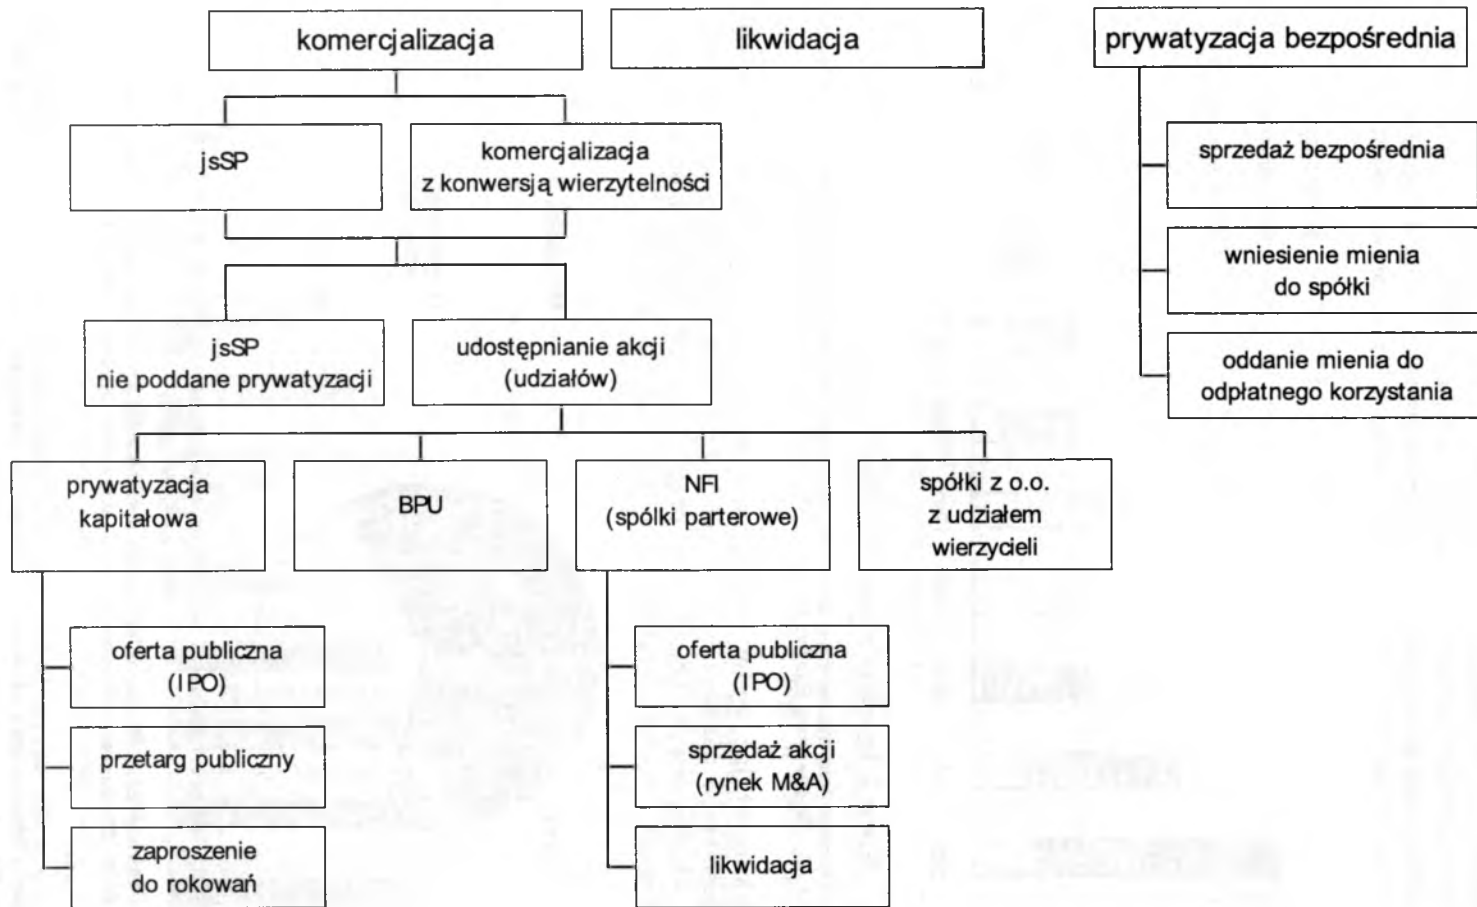 komercjalizacja
likwidacja
prywatyzacja bezpośrednia
jsSP
komercjalizacja
z konwersją wierzytelności
sprzedaż bezpośrednia
wniesienie mienia
do spółki
jsSP
nie poddane prywatyzacji
udostępnianie akcji
(udziałów)
oddanie mienia do
odpłatnego korzystania
prywatyzacja
kapitałowa
BPU
NFI
(spólki parterowe)
spółki z o.o.
z udziałem
wierzycieli
oferta publiczna
(IPO)
przetarg publiczny
zaproszenie
do rokowań
oferta publiczna
(IPO)
sprzedaż akcji
(rynek M&A)
likwidacja